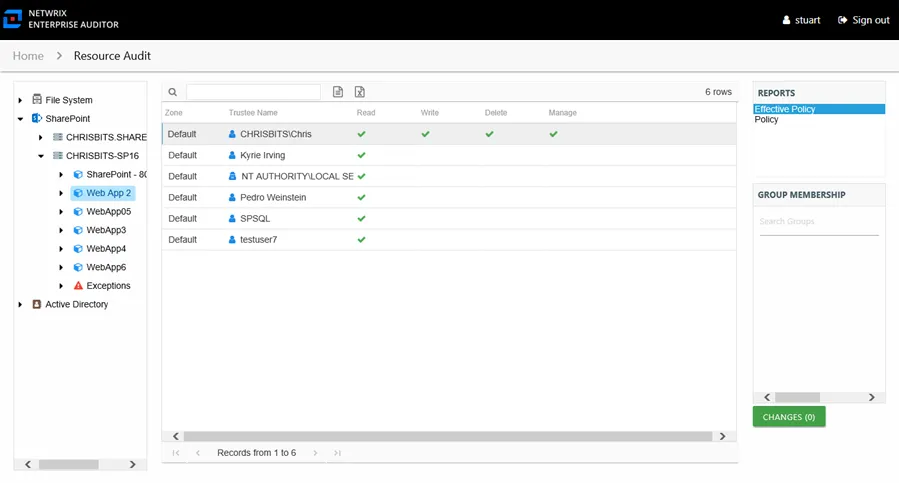 NETWRIX
ENTERPRISE AUDITOR
stuart
Sign out
Home > Resource Audit
File System
SharePoint
CHRISBITS.SHARE
CHRISBITS-SP16
SharePoint - 80
Web App 2
WebApp05
WebApp3
WebApp4
WebApp6
Exceptions
Active Directory
6 rows
Zone Trustee Name Read Write Delete Manage
Default CHRISBITS\Chris
Default Kyrie Irving
Default NT AUTHORITY\LOCAL SE
Default Pedro Weinstein
Default SPSQL
Default testuser7
Records from 1 to 6
REPORTS
Effective Policy
Policy
GROUP MEMBERSHIP
Search Groups
CHANGES (0)